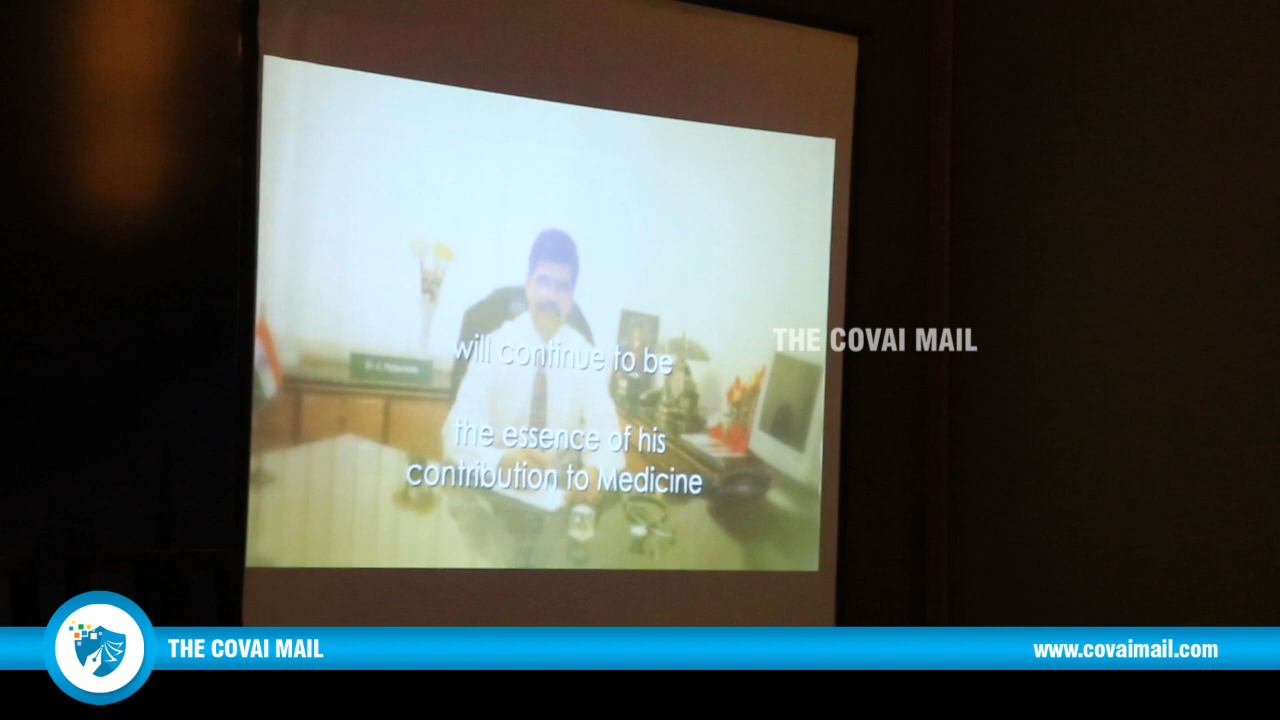 will continue to be
the essence of his
contribution to Medicine
THE COVAI MAIL
THE COVAI MAIL
www.covaimail.com